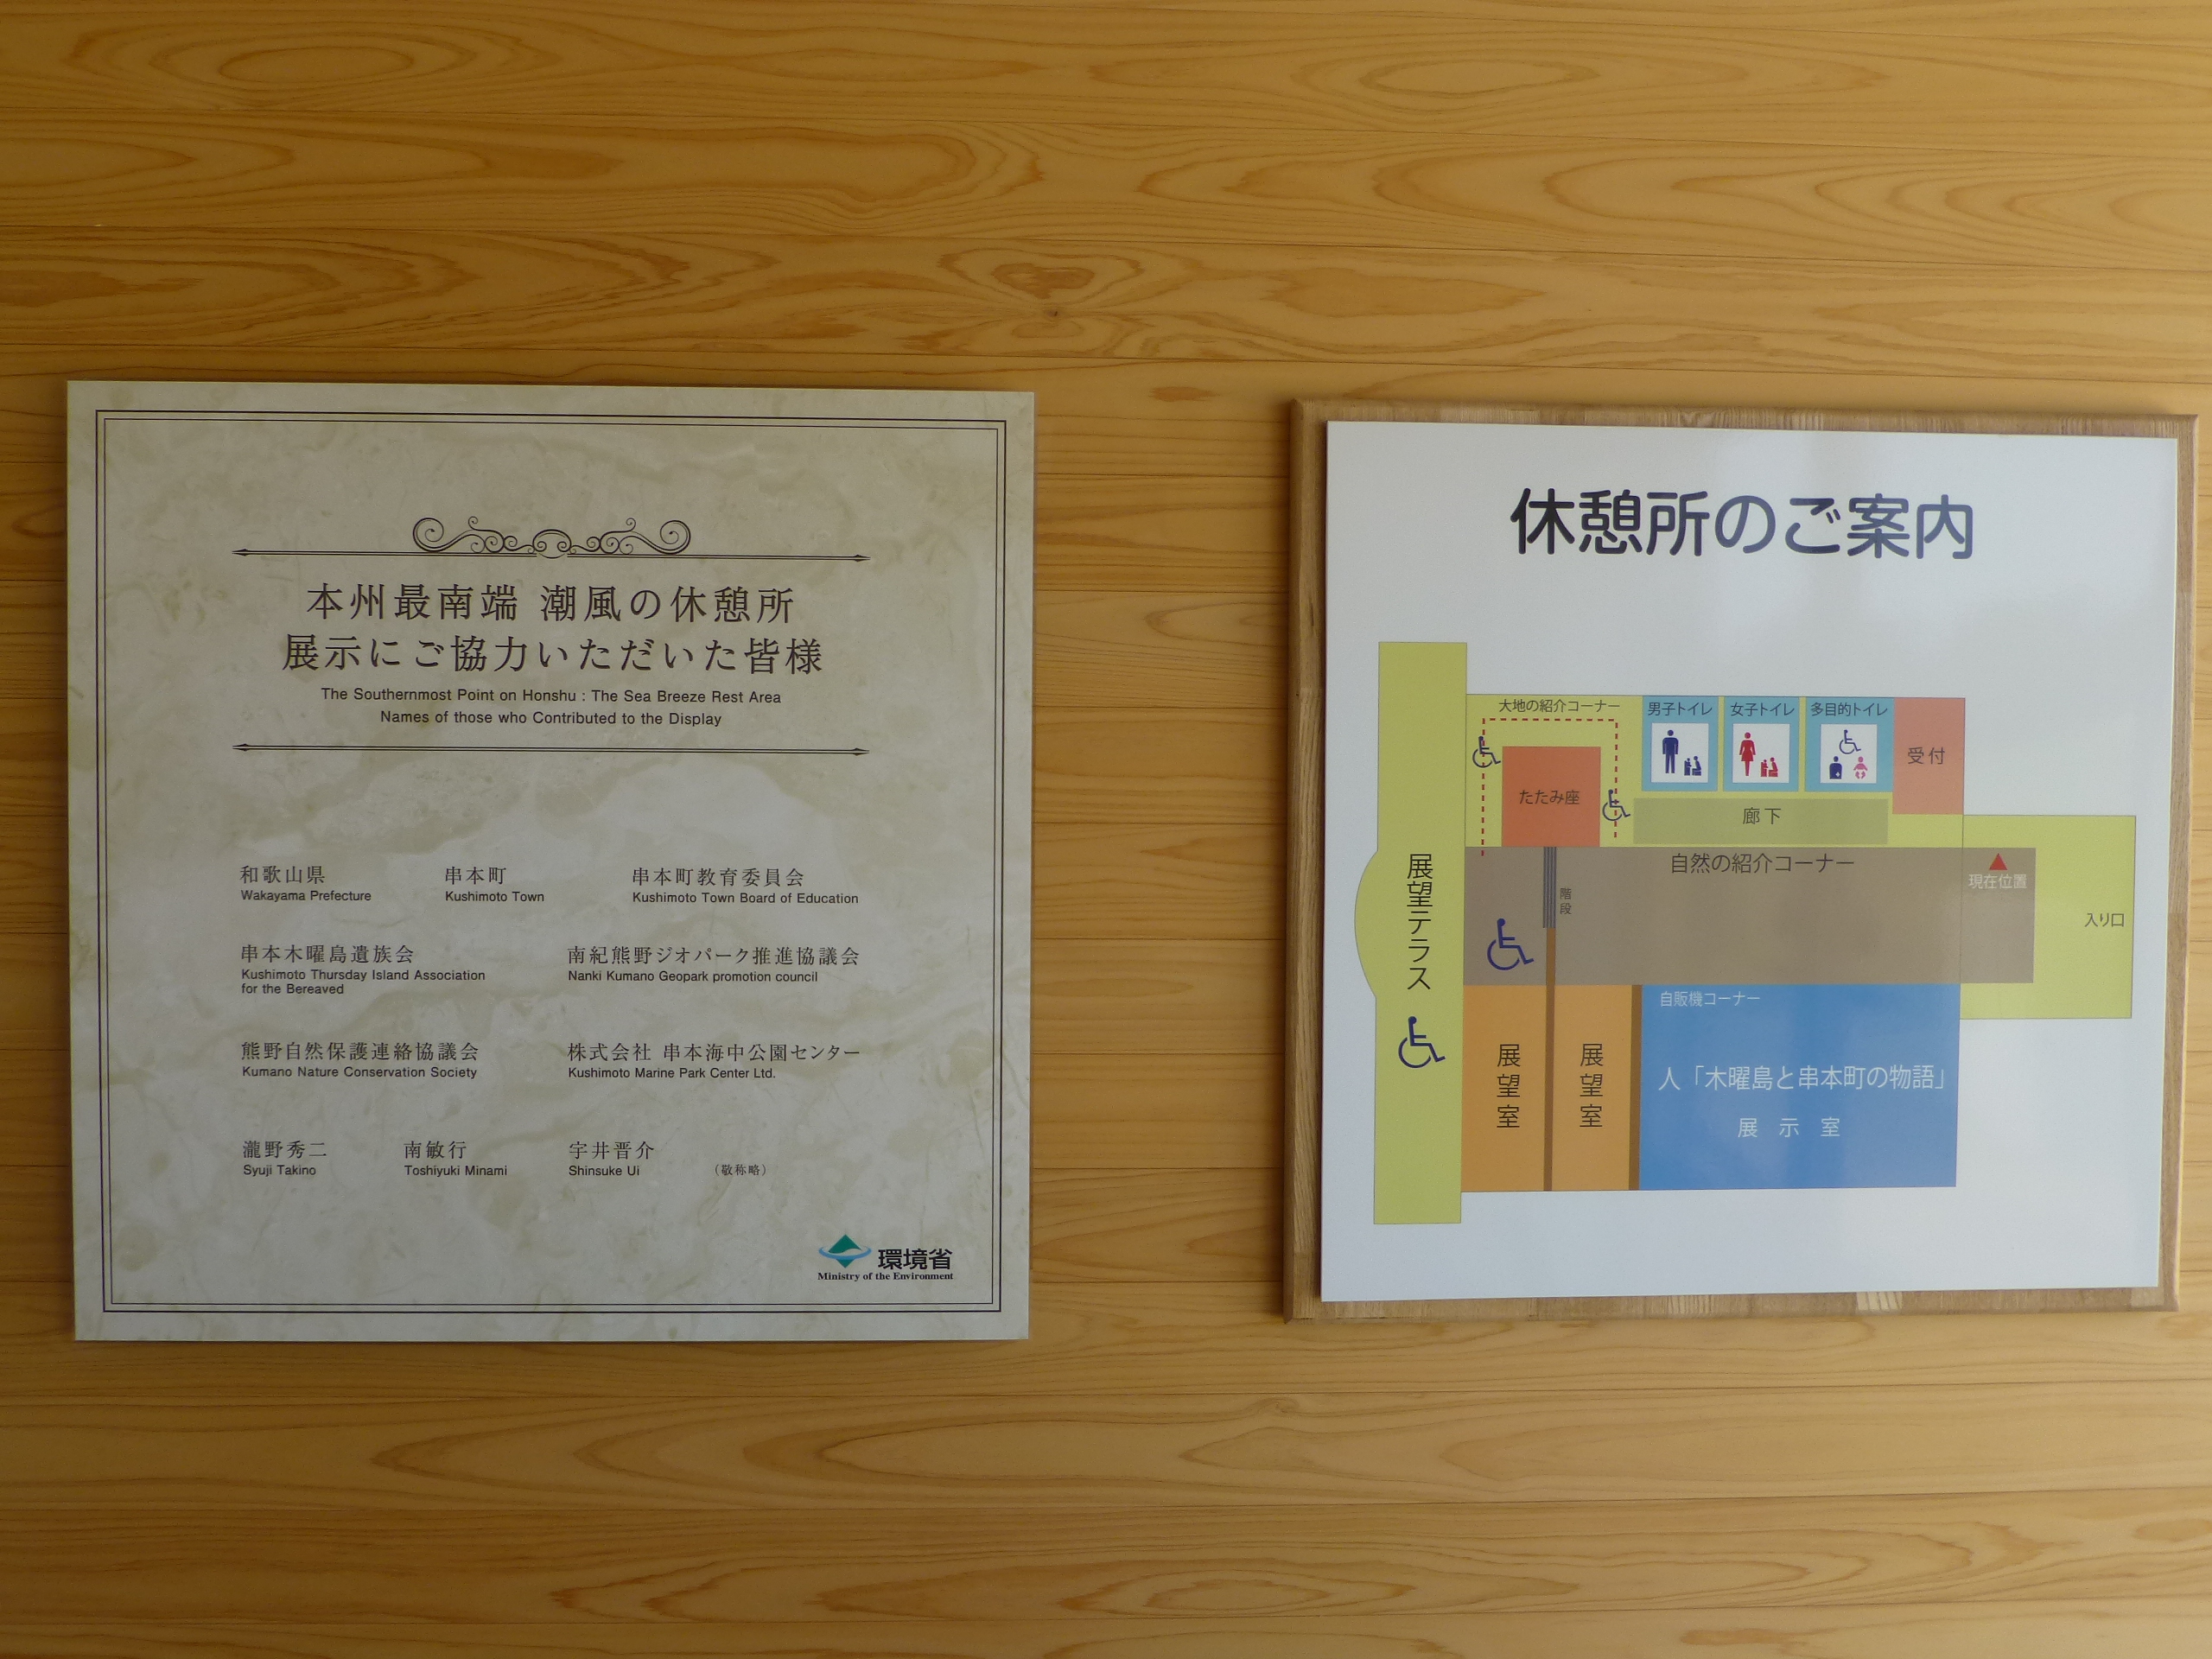 本州最南端 潮風の休憩所
展示にご協力いただいた皆様
The Southernmost Point on Honshu : The Sea Breeze Rest Area
Names of those who Contributed to the Display
和歌山県
Wakayama Prefecture
串本町
Kushimoto Town
串本町教育委員会
Kushimoto Town Board of Education
串本木曜島遺族会
Kushimoto Thursday Island Association
for the Bereaved
南紀熊野ジオパーク推進協議会
Nanki Kumano Geopark promotion council
熊野自然保護連絡協議会
Kumano Nature Conservation Society
株式会社 串本海中公園センター
Kushimoto Marine Park Center Ltd.
瀧野秀二
Syuji Takino
南敏行
Toshiyuki Minami
宇井晋介
Shinsuke Ui
（敬称略）
環境省
Ministry of the Environment
休憩所のご案内
大地の紹介コーナー
男子トイレ
女子トイレ
多目的トイレ
受付
たたみ座
廊下
展望テラス
自然の紹介コーナー
階段
現在位置
入り口
自販機コーナー
展望室
展望室
人「木曜島と串本町の物語」
展示室